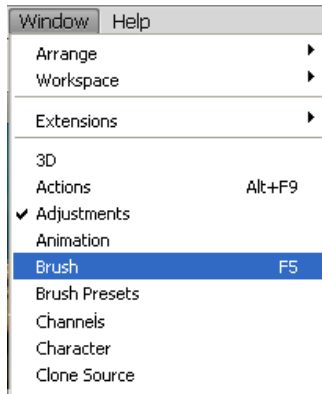 Window Help
Arrange
Workspace
Extensions
3D
Actions Alt+F9
Adjustments
Animation
Brush F5
Brush Presets
Channels
Character
Clone Source